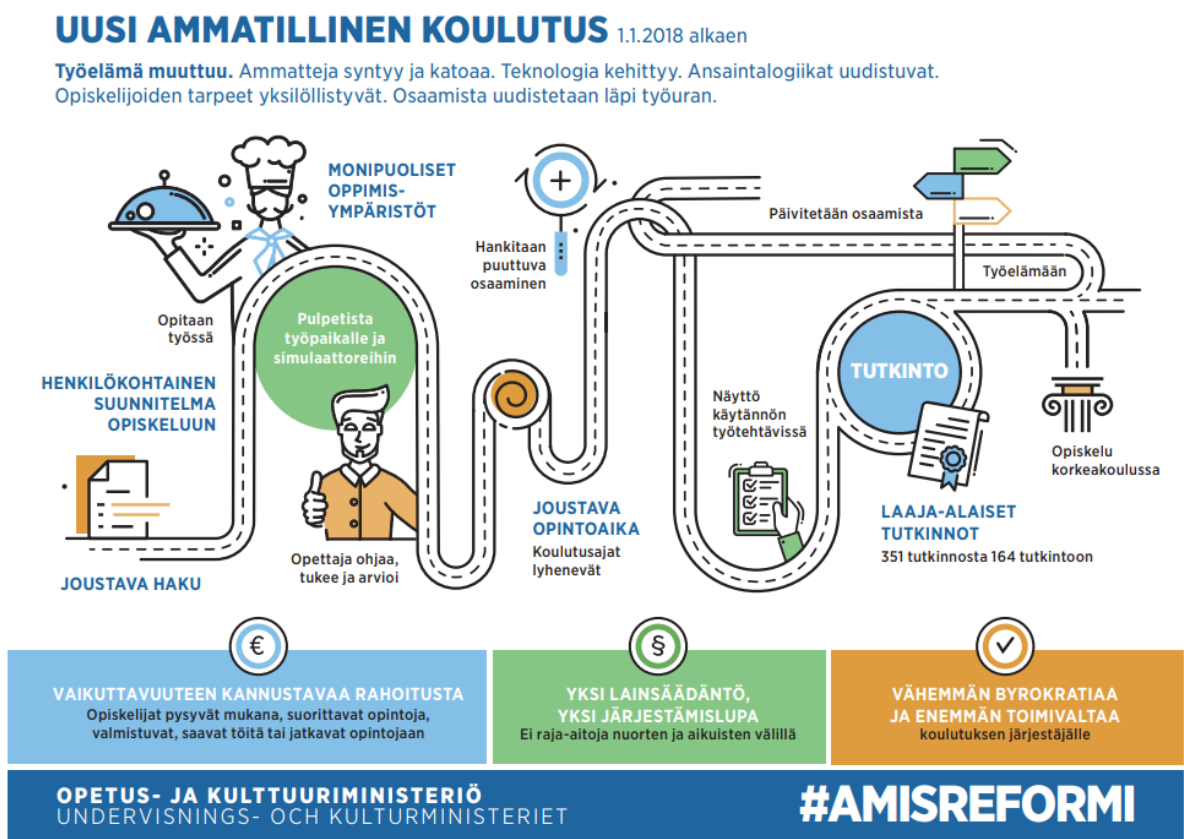 UUSI AMMATILLINEN KOULUTUS 1.1.2018 alkaen
Työelämä muuttuu. Ammatteja syntyy ja katoaa. Teknologia kehittyy. Ansaintalogiikat uudistuvat.
Opiskelijoiden tarpeet yksilöllistyvät. Osaamista uudistetaan läpi työuran.
MONIPUOLISET
OPPIMIS-
YMPÄRISTÖT
Opitaan
työssä
Pulpetista
työpaikalle ja
simulaattoreihin
HENKILÖKOHTAINEN
SUUNNITELMA
OPISKELUUN
JOUSTAVA HAKU
Opettaja ohjaa,
tukee ja arvioi
Hankitaan
puuttuva
osaaminen
JOUSTAVA
OPINTOAIKA
Koulutusajat
lyhenevät
Näyttö
käytännön
työtehtävissä
Päivitetään osaamista
Työelämään
TUTKINTO
Opiskelu
korkeakoulussa
LAAJA-ALAISET
TUTKINNOT
351 tutkinnosta 164 tutkintoon
€
VAIKUTTAVUUTEEN KANNUSTAVAA RAHOITUSTA
Opiskelijat pysyvät mukana, suorittavat opintoja,
valmistuvat, saavat töitä tai jatkavat opintojaan
§
YKSI LAINSÄÄDÄNTÖ,
YKSI JÄRJESTÄMISLUPA
Ei raja-aitoja nuorten ja aikuisten välillä
VÄHEMMÄN BYROKRATIAA
JA ENEMMÄN TOIMIVALTAA
koulutuksen järjestäjälle
OPETUS- JA KULTTUURIMINISTERIÖ
UNDERVISNINGS- OCH KULTURMINISTERIET
#AMISREFORMI